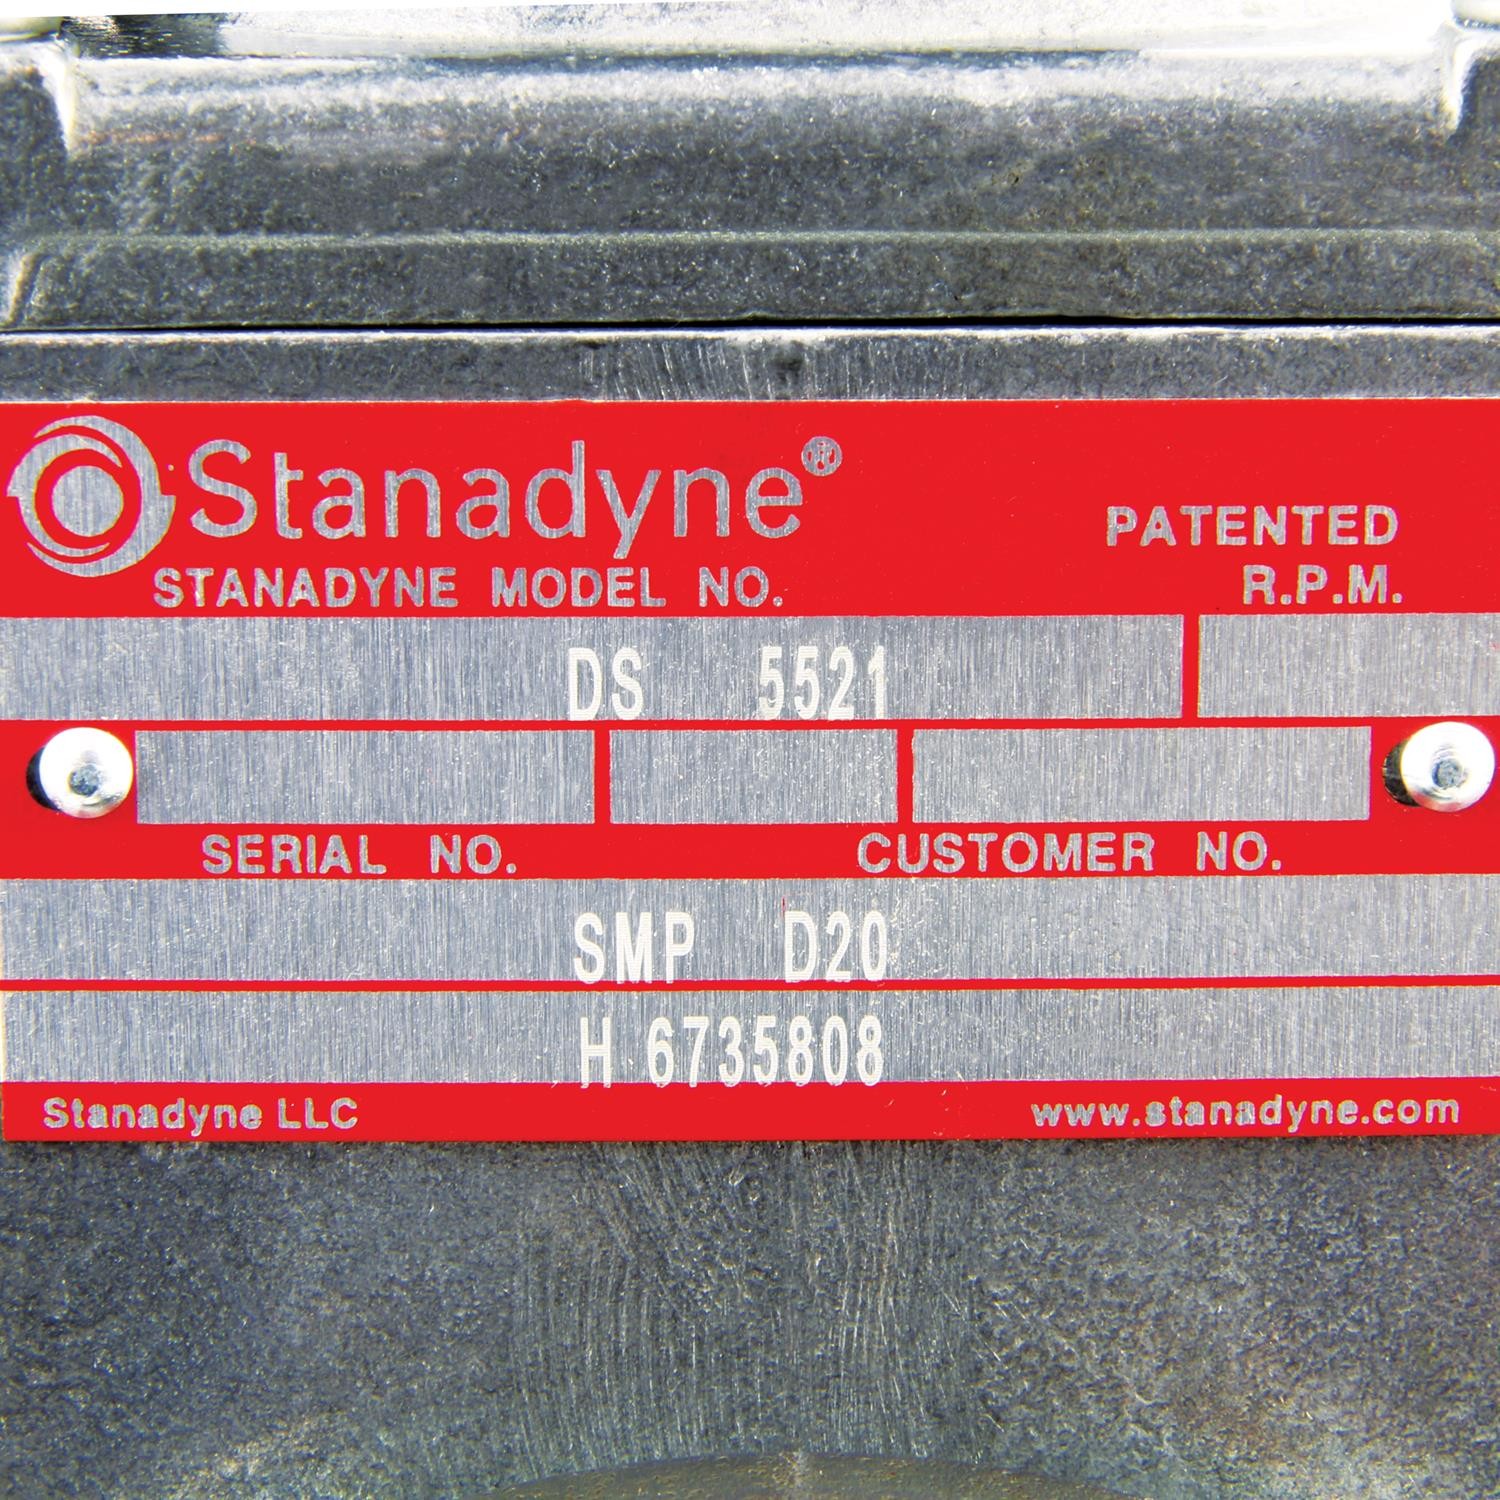 Stanadyne®
PATENTED
STANADYNE MODEL NO.
R.P.M.
DS 5521
SERIAL NO.
CUSTOMER NO.
SMP D20
H 6735808
Stanadyne LLC
www.stanadyne.com